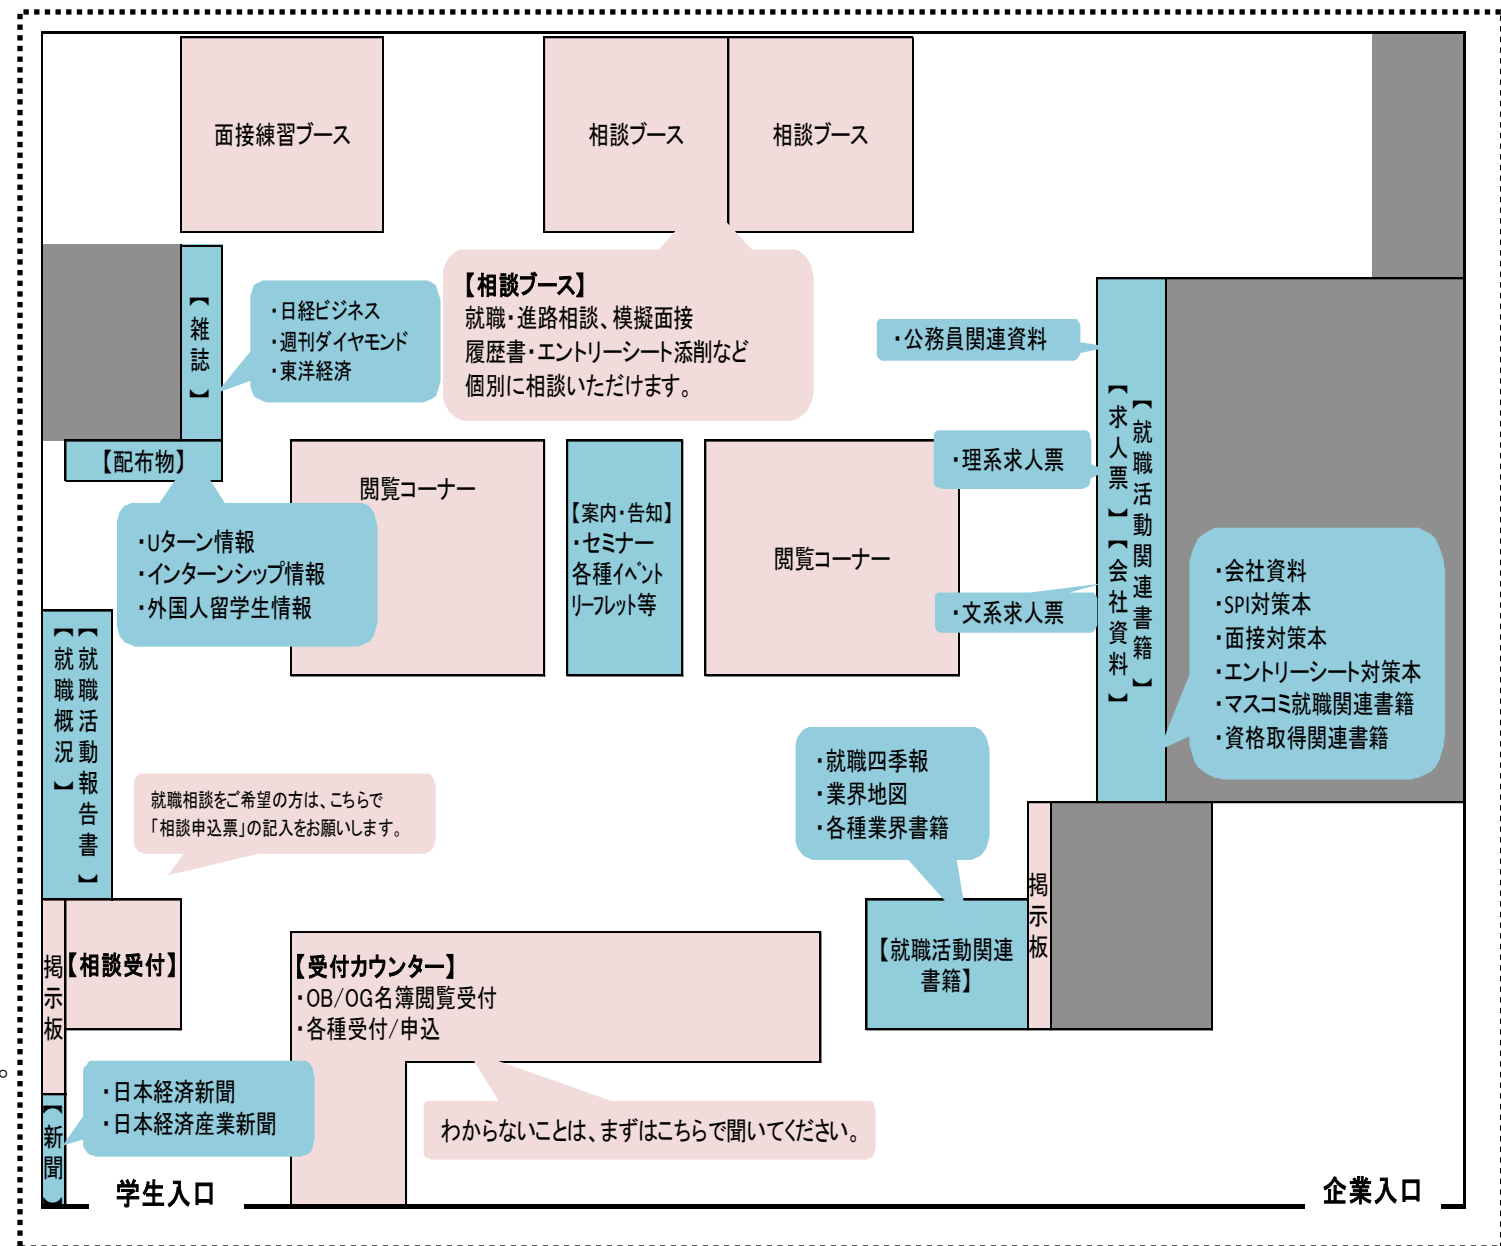 面接練習ブース
相談ブース
相談ブース
【相談ブース】
就職・進路相談、模擬面接
履歴書・エントリーシート添削など
個別に相談いただけます。
【雑誌】
・日経ビジネス
・週刊ダイヤモンド
・東洋経済
【配布物】
・Uターン情報
・インターンシップ情報
・外国人留学生情報
閲覧コーナー
【案内・告知】
・セミナー
各種イベント
リーフレット等
閲覧コーナー
・公務員関連資料
・理系求人票
・文系求人票
【就職活動関連書籍】
【求人票】【会社資料】
・会社資料
・SPI対策本
・面接対策本
・エントリーシート対策本
・マスコミ就職関連書籍
・資格取得関連書籍
【就職活動報告書】
【就職概況】
就職相談をご希望の方は、こちらで
「相談申込票」の記入をお願いします。
・就職四季報
・業界地図
・各種業界書籍
掲示板
【就職活動関連
書籍】
掲示板
【相談受付】
【受付カウンター】
・OB/OG名簿閲覧受付
・各種受付/申込
。
わからないことは、まずはこちらで聞いてください。
・日本経済新聞
・日本経済産業新聞
【新聞】
学生入口
企業入口